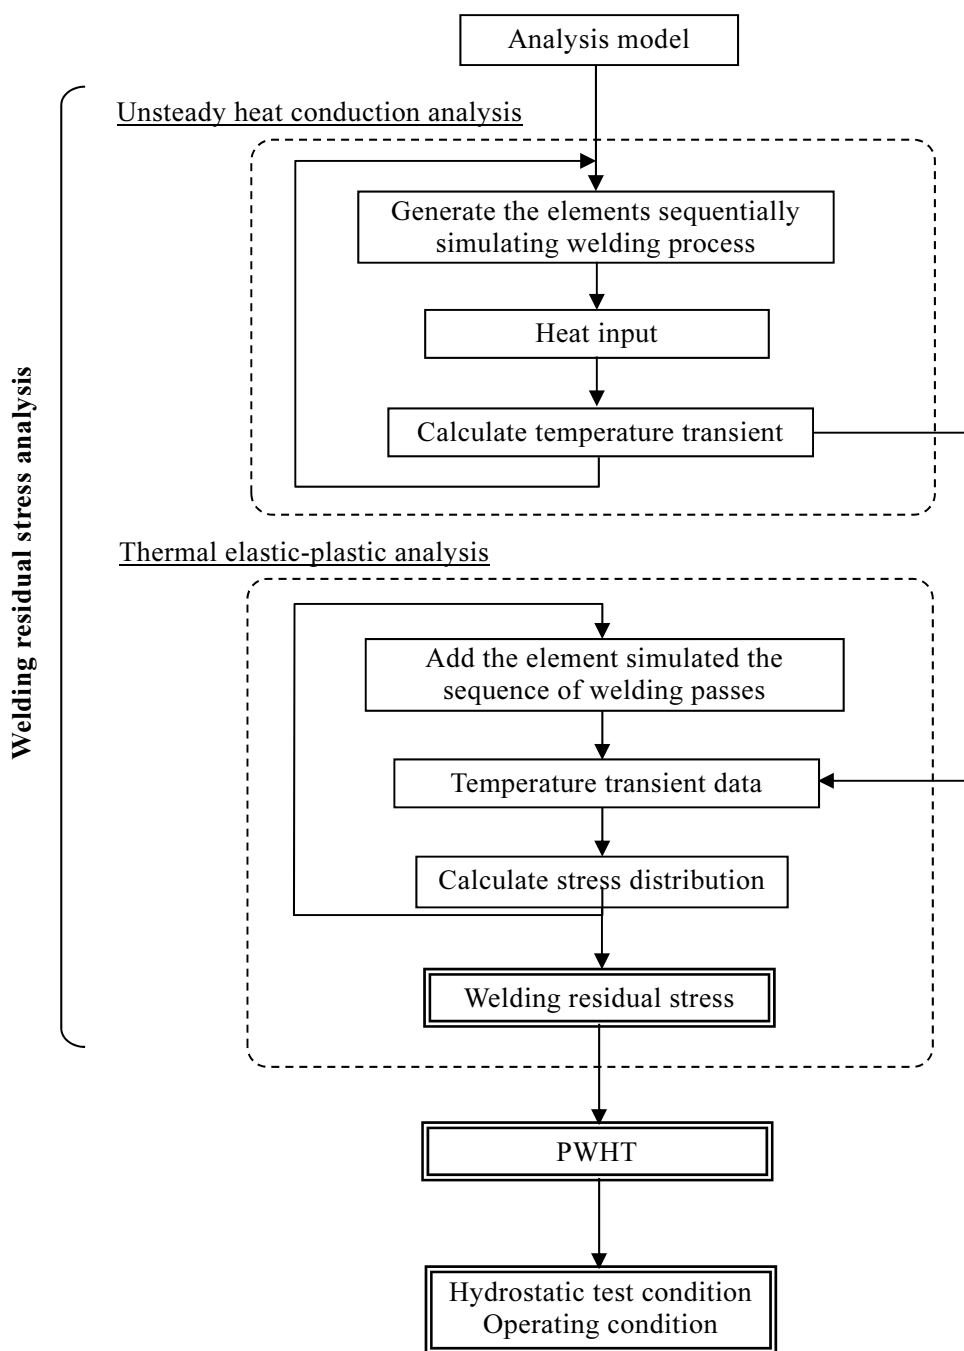 Analysis model
Unsteady heat conduction analysis
Generate the elements sequentially
simulating welding process
Heat input
Calculate temperature transient
Welding residual stress analysis
Thermal elastic-plastic analysis
Add the element simulated the
sequence of welding passes
Temperature transient data
Calculate stress distribution
Welding residual stress
PWHT
Hydrostatic test condition
Operating condition